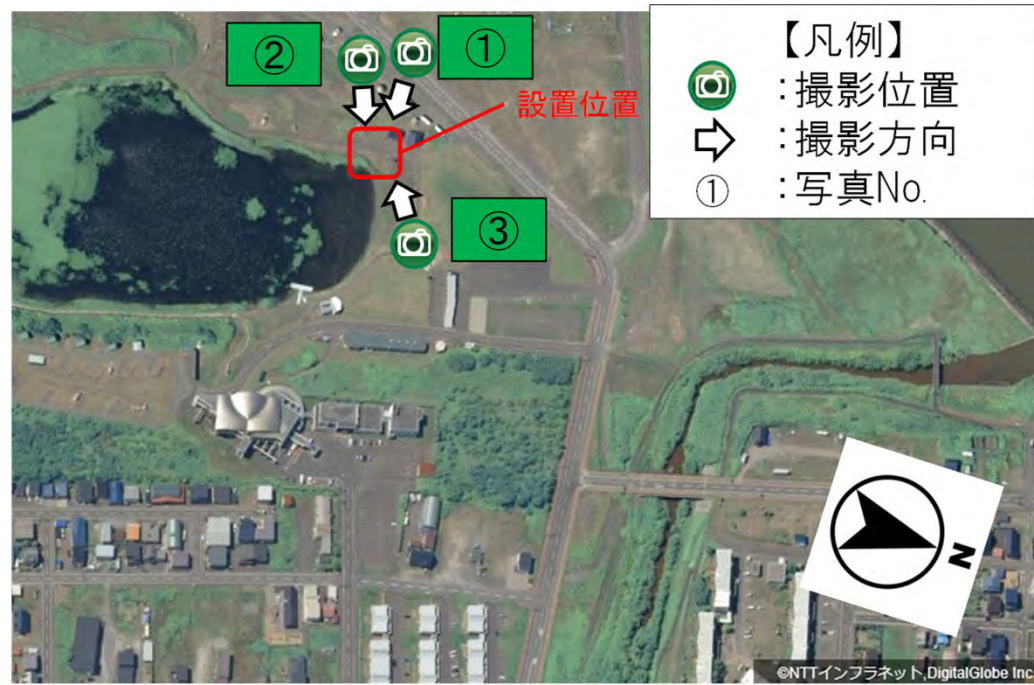 ② ①
設置位置
③
【凡例】
:撮影位置
:撮影方向
① :写真No.
N
©NTTインフラネット,DigitalGlobe Inc